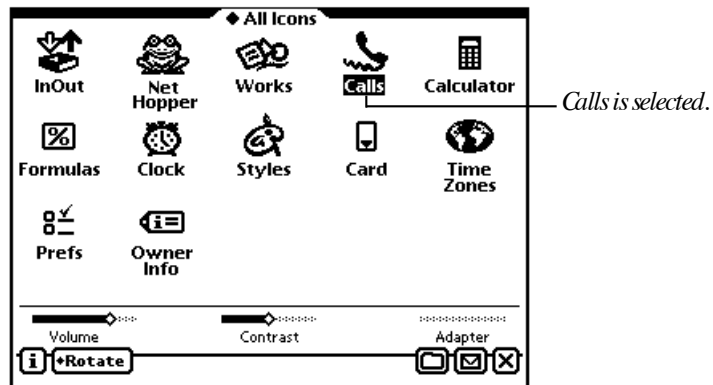 ◆ All Icons
InOut
Net
Hopper
Works
Calls
Calculator
Calls is selected.
Formulas
Clock
Styles
Card
Time
Zones
Prefs
Owner
Info
Volume
Contrast
Adapter
i
◆Rotate